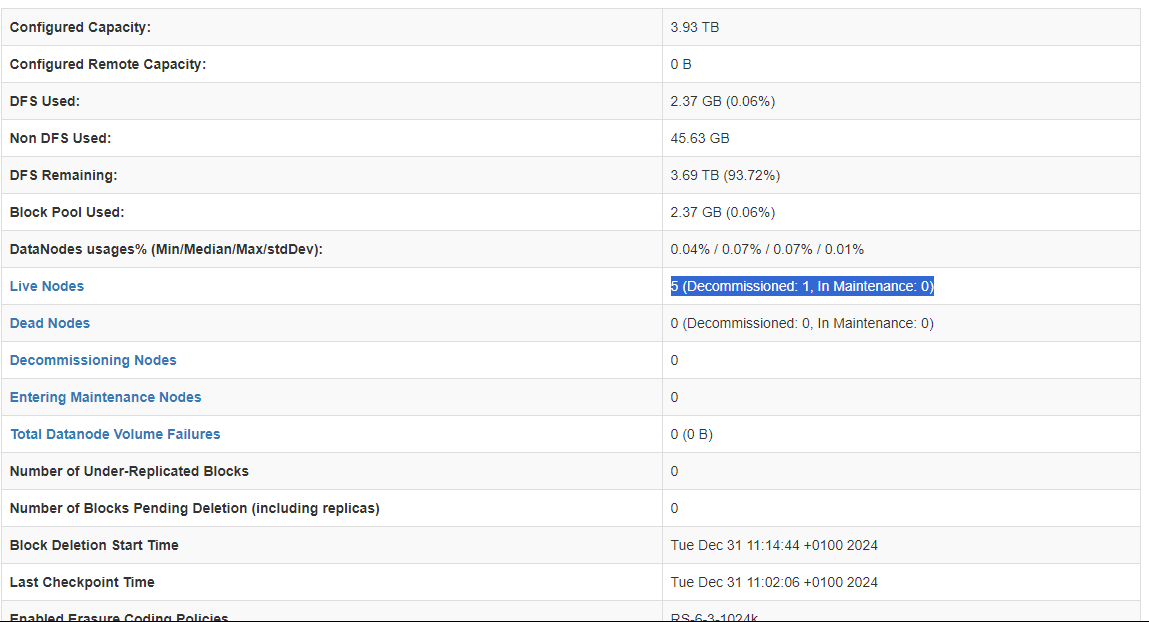 Configured Capacity: 3.93 TB
Configured Remote Capacity: 0 B
DFS Used: 2.37 GB (0.06%)
Non DFS Used: 45.63 GB
DFS Remaining: 3.69 TB (93.72%)
Block Pool Used: 2.37 GB (0.06%)
DataNodes usages% (Min/Median/Max/stdDev): 0.04% / 0.07% / 0.07% / 0.01%
Live Nodes 5 (Decommissioned: 1, In Maintenance: 0)
Dead Nodes 0 (Decommissioned: 0, In Maintenance: 0)
Decommissioning Nodes 0
Entering Maintenance Nodes 0
Total Datanode Volume Failures 0 (0 B)
Number of Under-Replicated Blocks 0
Number of Blocks Pending Deletion (including replicas) 0
Block Deletion Start Time Tue Dec 31 11:14:44 +0100 2024
Last Checkpoint Time Tue Dec 31 11:02:06 +0100 2024
Enabled Erasure Coding Policies RS-6-3-1024k